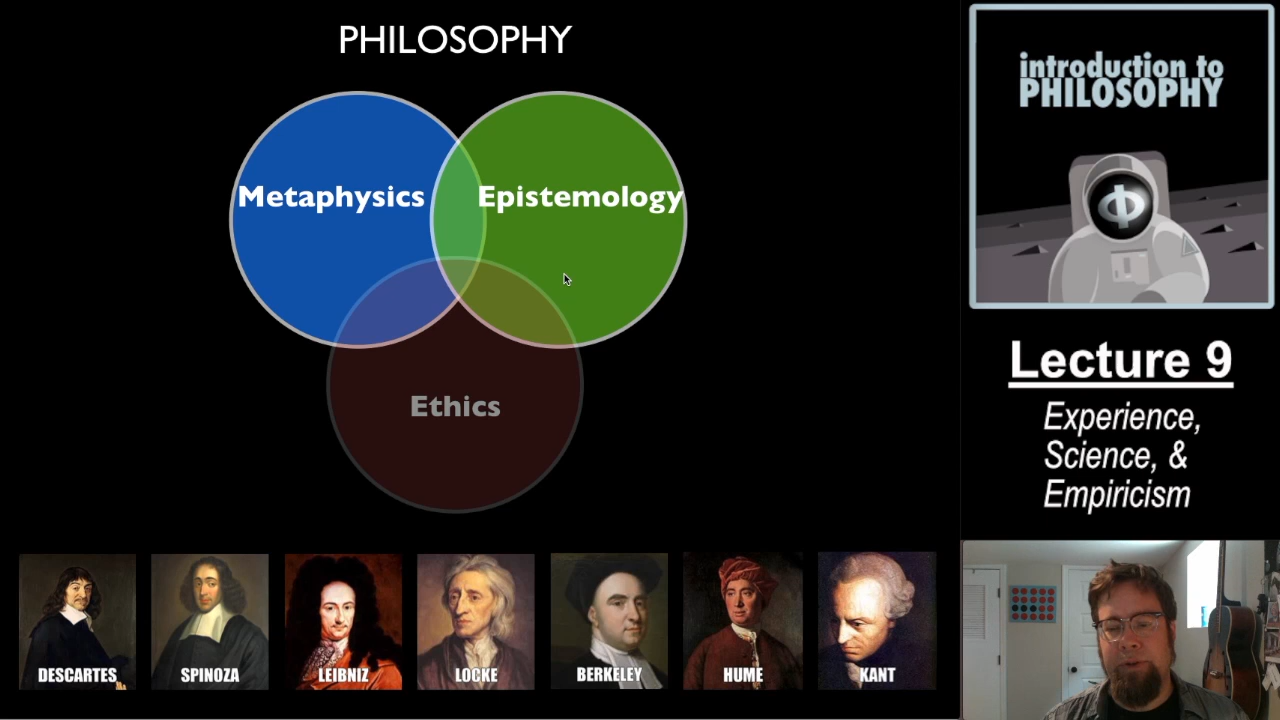 PHILOSOPHY
Metaphysics
Epistemology
Ethics
DESCARTES
SPINOZA
LEIBNIZ
LOCKE
BERKELEY
HUME
KANT
introduction to
PHILOSOPHY
Φ
Lecture 9
Experience,
Science, &
Empiricism